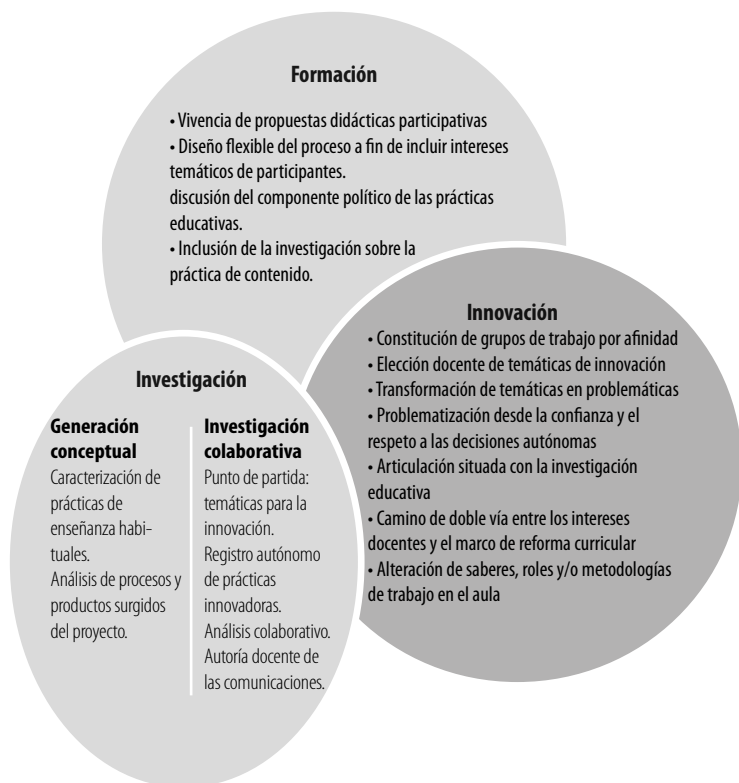 Formación
• Vivencia de propuestas didácticas participativas
• Diseño flexible del proceso a fin de incluir intereses
temáticos de participantes.
discusión del componente político de las prácticas
educativas.
• Inclusión de la investigación sobre la
práctica de contenido.
Innovación
• Constitución de grupos de trabajo por afinidad
• Elección docente de temáticas de innovación
• Transformación de temáticas en problemáticas
• Problematización desde la confianza y el
respeto a las decisiones autónomas
• Articulación situada con la investigación
educativa
• Camino de doble vía entre los intereses
docentes y el marco de reforma curricular
• Alteración de saberes, roles y/o metodologías
de trabajo en el aula
Investigación
Generación
conceptual
Caracterización de
prácticas de
enseñanza habi-
tuales.
Análisis de procesos y
productos surgidos
del proyecto.
Investigación
colaborativa
Punto de partida:
temáticas para la
innovación.
Registro autónomo
de prácticas
innovadoras.
Análisis colaborativo.
Autoría docente de
las comunicaciones.